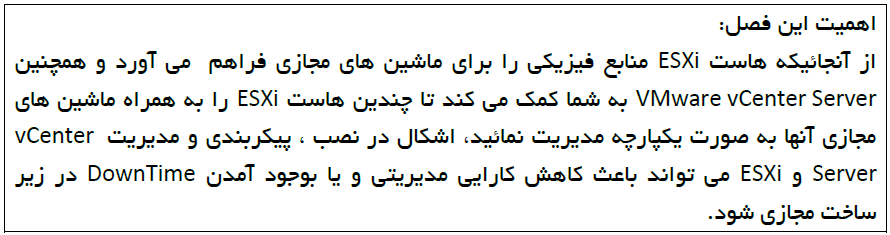 اهمیت این فصل:
از آنجائیکه هاست ESXi منابع فیزیکی را برای ماشین های مجازی فراهم می آورد و همچنین
VMware vCenter Server به شما کمک می کند تا چندین هاست ESXi را به همراه ماشین های
مجازی آنها به صورت یکپارچه مدیریت نمائید، اشکال در نصب ، پیکربندی و مدیریت vCenter
Server و ESXi می تواند باعث کاهش کارایی مدیریتی و یا بوجود آمدن DownTime در زیر
ساخت مجازی شود.